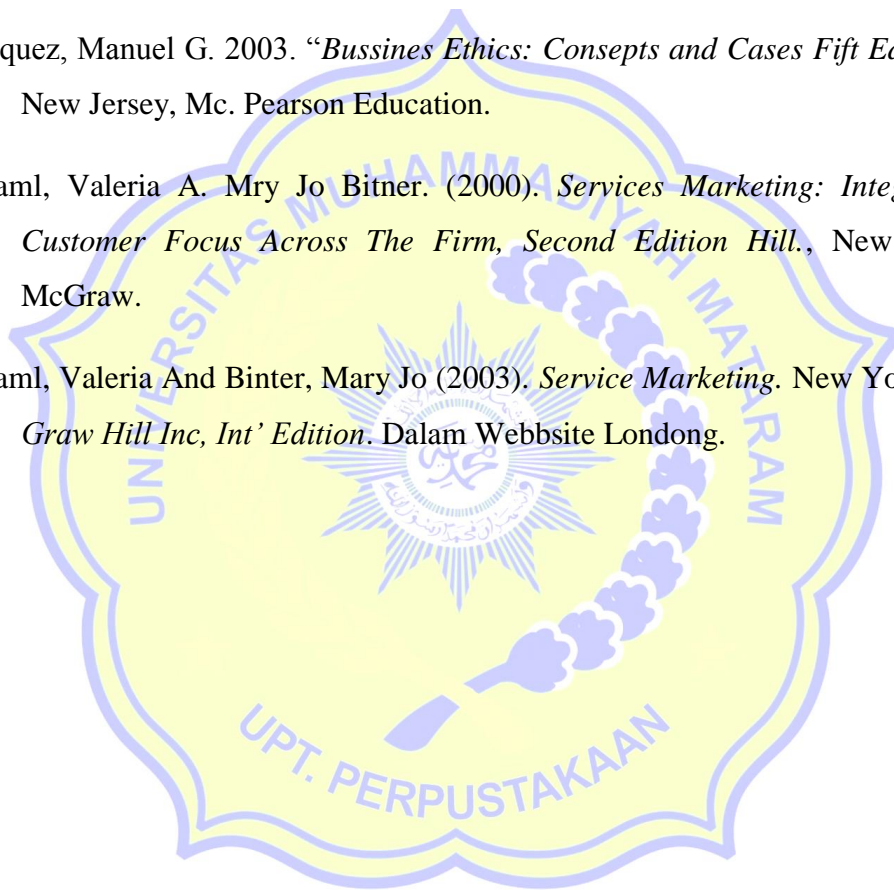 quez, Manuel G. 2003. “Bussines Ethics: Consepts and Cases Fift Ed
New Jersey, Mc. Pearson Education.
aml, Valeria A. Mry Jo Bitner. (2000). Services Marketing: Integ
Customer Focus Across The Firm, Second Edition Hill., New
McGraw.
aml, Valeria And Binter, Mary Jo (2003). Service Marketing. New Yo
Graw Hill Inc, Int’ Edition. Dalam Webbsite Londong.
UNIVERSITAS MUHAMMADIYAH MATARAM
UPT. PERPUSTAKAAN